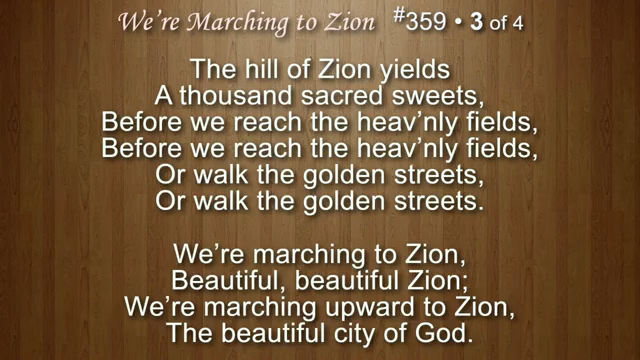 We’re Marching to Zion #359 • 3 of 4
The hill of Zion yields
A thousand sacred sweets,
Before we reach the heav’nly fields,
Before we reach the heav’nly fields,
Or walk the golden streets,
Or walk the golden streets.
We’re marching to Zion,
Beautiful, beautiful Zion;
We’re marching upward to Zion,
The beautiful city of God.